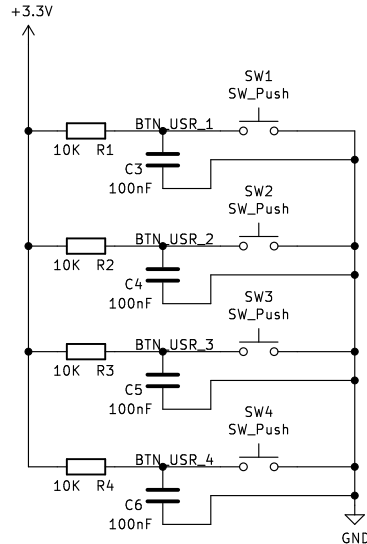 +3.3V
SW1
SW_Push
BTN_USR_1
10K R1
C3
100nF
SW2
SW_Push
BTN_USR_2
10K R2
C4
100nF
SW3
SW_Push
BTN_USR_3
10K R3
C5
100nF
SW4
SW_Push
BTN_USR_4
10K R4
C6
100nF
GND